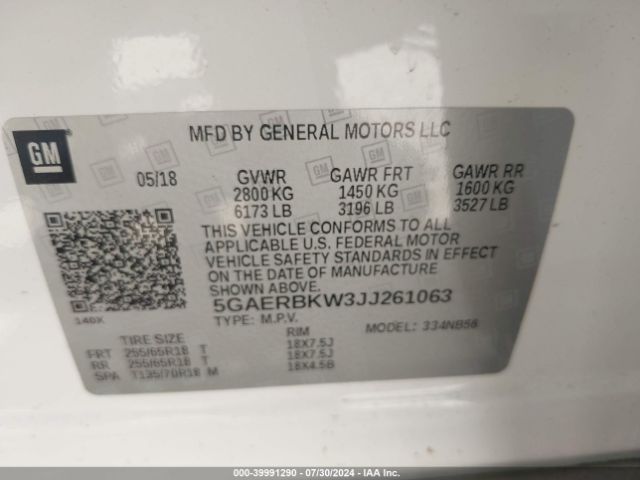 GM
MFD BY GENERAL MOTORS LLC
05/18 GVWR GAWR FRT GAWR RR
2800 KG 1450 KG 1600 KG
6173 LB 3196 LB 3527 LB
THIS VEHICLE CONFORMS TO ALL
APPLICABLE U.S. FEDERAL MOTOR
VEHICLE SAFETY STANDARDS IN EFFECT
ON THE DATE OF MANUFACTURE
SHOWN ABOVE.
5GAERBKW3JJ261063
140X TYPE: M.P.V. MODEL: 334NB56
TIRE SIZE RIM
FRT 255/65R18 T 18X7.5J
RR 255/65R18 T 18X7.5J
SPA T135/70R18 M 18X4.5B
000-39991290 - 07/30/2024 - IAA Inc.